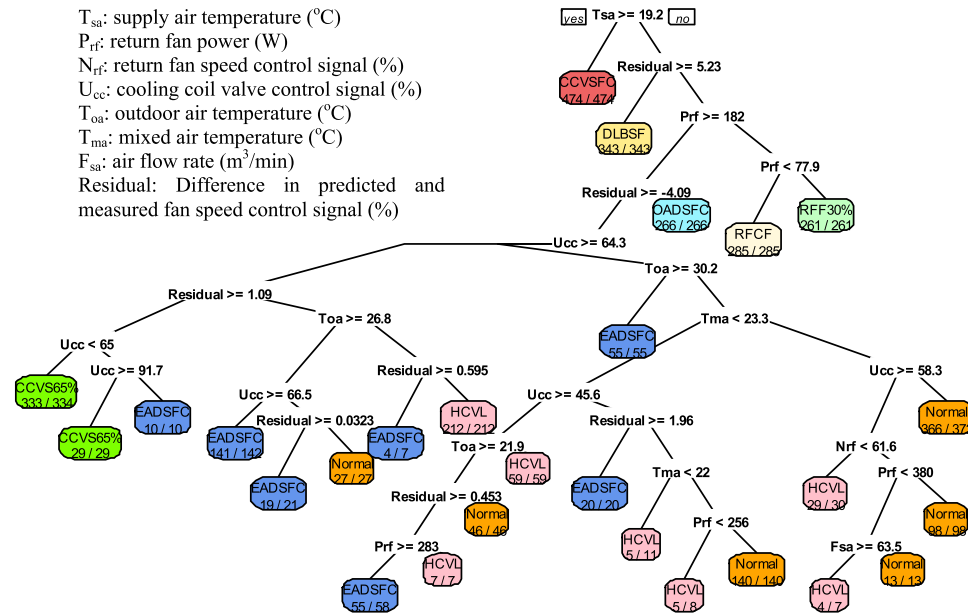 Tsa: supply air temperature (oC)
Prf: return fan power (W)
Nrf: return fan speed control signal (%)
Ucc: cooling coil valve control signal (%)
Toa: outdoor air temperature (oC)
Tma: mixed air temperature (oC)
Fsa: air flow rate (m3/min)
Residual: Difference in predicted and
measured fan speed control signal (%)
yes Tsa >= 19.2 no
CCVSFC
474 / 474
Residual >= 5.23
DLBSF
343 / 343
Prf >= 182
Prf < 77.9
Residual >= -4.09
OADSFC
266 / 266
RFF30%
261 / 261
RFCF
285 / 285
Ucc >= 64.3
Toa >= 30.2
Residual >= 1.09
Toa >= 26.8
EADSFC
55 / 55
Tma < 23.3
Ucc < 65
CCVS65%
333 / 334
Ucc >= 91.7
CCVS65%
29 / 29
EADSFC
10 / 10
Ucc >= 66.5
EADSFC
141 / 142
Residual >= 0.0323
EADSFC
19 / 21
Normal
27 / 27
Residual >= 0.595
EADSFC
4 / 7
HCVL
212 / 212
Ucc >= 45.6
Toa >= 21.9
HCVL
59 / 59
Residual >= 0.453
Normal
46 / 46
Prf >= 283
HCVL
7 / 7
EADSFC
55 / 58
Residual >= 1.96
EADSFC
20 / 20
Tma < 22
HCVL
5 / 11
Prf < 256
HCVL
5 / 8
Normal
140 / 140
Ucc >= 58.3
Normal
Nrf < 61.6
HCVL
29 / 30
Prf < 380
Normal
98 / 98
Fsa >= 63.5
HCVL
4 / 7
Normal
13 / 13